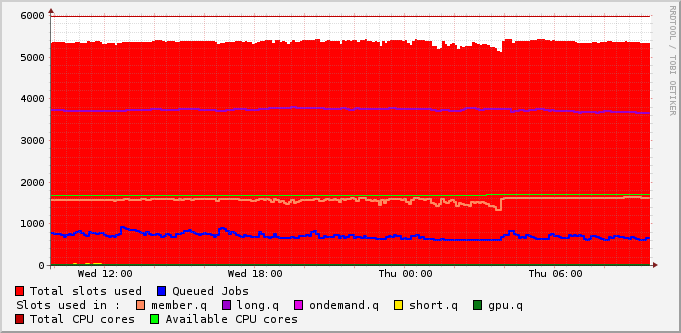 6000
5000
4000
3000
2000
1000
0
Wed 12:00 Wed 18:00 Thu 00:00 Thu 06:00
RRDTOOL / TOBI OETIKER
Total slots used Queued Jobs
Slots used in : member.q long.q ondemand.q short.q gpu.q
Total CPU cores Available CPU cores